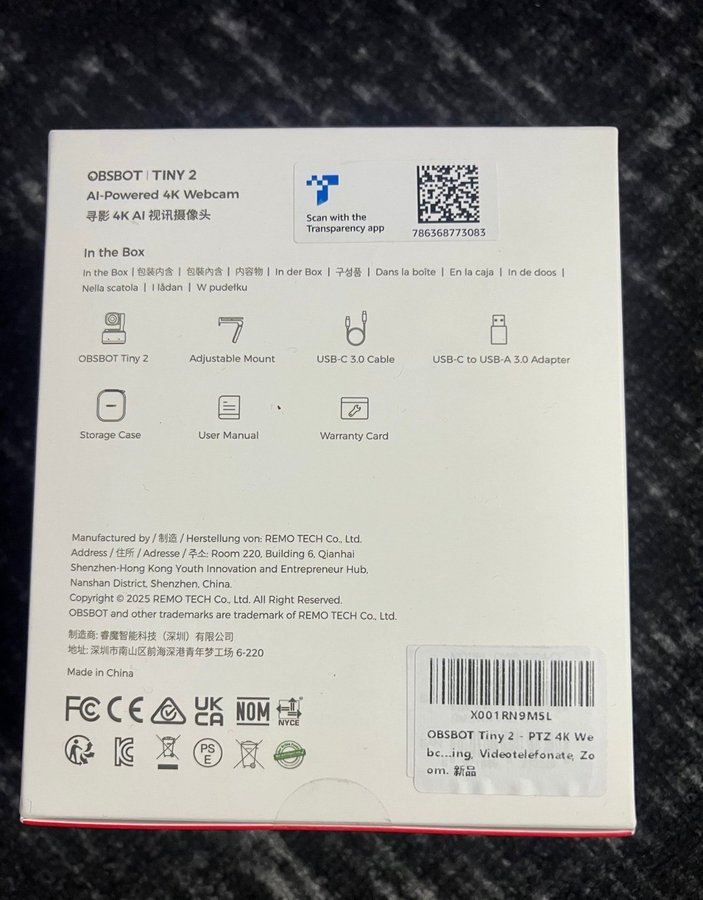 OBSBOT | TINY 2
AI-Powered 4K Webcam
寻影 4K AI 视讯摄像头
Scan with the
Transparency app
786368773083
In the Box
In the Box | 包装内含 | 包裝內含 | 内容物 | In der Box | 구성품 | Dans la boîte | En la caja | In de doos |
Nella scatola | I lådan | W pudełku
OBSBOT Tiny 2
Adjustable Mount
USB-C 3.0 Cable
USB-C to USB-A 3.0 Adapter
Storage Case
User Manual
Warranty Card
Manufactured by / 制造 / Herstellung von: REMO TECH Co., Ltd.
Address / 住所 / Adresse / 주소: Room 220, Building 6, Qianhai
Shenzhen-Hong Kong Youth Innovation and Entrepreneur Hub,
Nanshan District, Shenzhen, China.
Copyright © 2025 REMO TECH Co., Ltd. All Right Reserved.
OBSBOT and other trademarks are trademark of REMO TECH Co., Ltd.
制造商: 睿魔智能科技（深圳）有限公司
地址: 深圳市南山区前海深港青年梦工场 6-220
Made in China
FC CE UK CA NOM NYCE
PS E
X001RN9M5L
OBSBOT Tiny 2 - PTZ 4K We
bc...ing, Videotelefonate, Zo
om. 新品